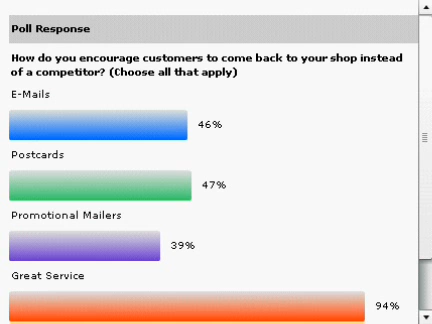 Poll Response
How do you encourage customers to come back to your shop instead
of a competitor? (Choose all that apply)
E-Mails
46%
Postcards
47%
Promotional Mailers
39%
Great Service
94%